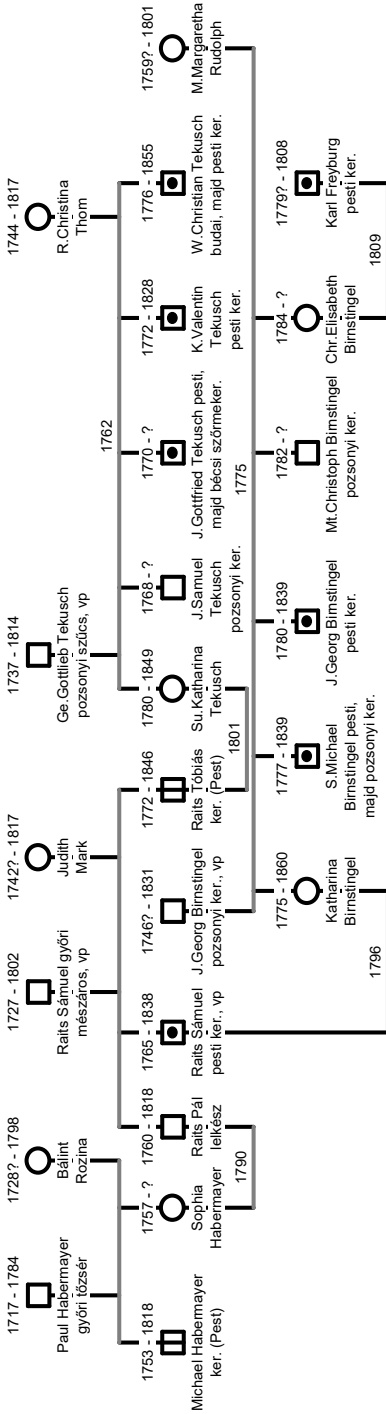 1717 - 1784
Paul Habermayer
győri tőzsér
1728? - 1798
Bálint
Rozina
1727 - 1802
Raits Sámuel győri
mészáros, vp
1742? - 1817
Judith
Mark
1737 - 1814
Ge.Gottlieb Tekusch
pozsonyi szűcs, vp
1744 - 1817
R.Christina
Thom
1762
1753 - 1818
Michael Habermayer
ker. (Pest)
1757 - ?
Sophia
Habermayer
1760 - 1818
Raits Pál
lelkész
1765 - 1838
Raits Sámuel
pesti ker., vp
1746? - 1831
J.Georg Birnstingel
pozsonyi ker., vp
1772 - 1846
Raits Tóbiás
ker. (Pest)
1780 - 1849
Su.Katharina
Tekusch
1768 - ?
J.Samuel
Tekusch
pozsonyi ker.
1770 - ?
J.Gottfried Tekusch pesti,
majd bécsi szőrmeker.
1772 - 1828
K.Valentin
Tekusch
pesti ker.
1776 - 1855
W.Christian Tekusch
budai, majd pesti ker.
1759? - 1801
M.Margaretha
Rudolph
1790
1801
1775
1775 - 1860
Katharina
Birnstingel
1777 - 1839
S.Michael
Birnstingel pesti,
majd pozsonyi ker.
1780 - 1839
J.Georg Birnstingel
pesti ker.
1782 - ?
Mt.Christoph Birnstingel
pozsonyi ker.
1784 - ?
Chr.Elisabeth
Birnstingel
1779? - 1808
Karl Freyburg
pesti ker.
1796
1809